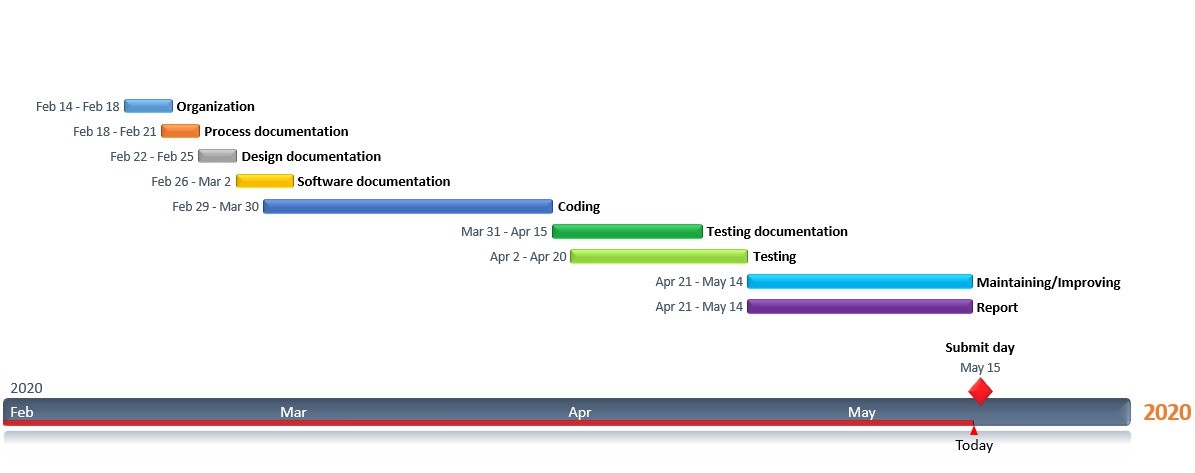 Feb 14 - Feb 18 Organization
Feb 18 - Feb 21 Process documentation
Feb 22 - Feb 25 Design documentation
Feb 26 - Mar 2 Software documentation
Feb 29 - Mar 30 Coding
Mar 31 - Apr 15 Testing documentation
Apr 2 - Apr 20 Testing
Apr 21 - May 14 Maintaining/Improving
Apr 21 - May 14 Report
Submit day
May 15
2020
Feb Mar Apr May 2020
Today